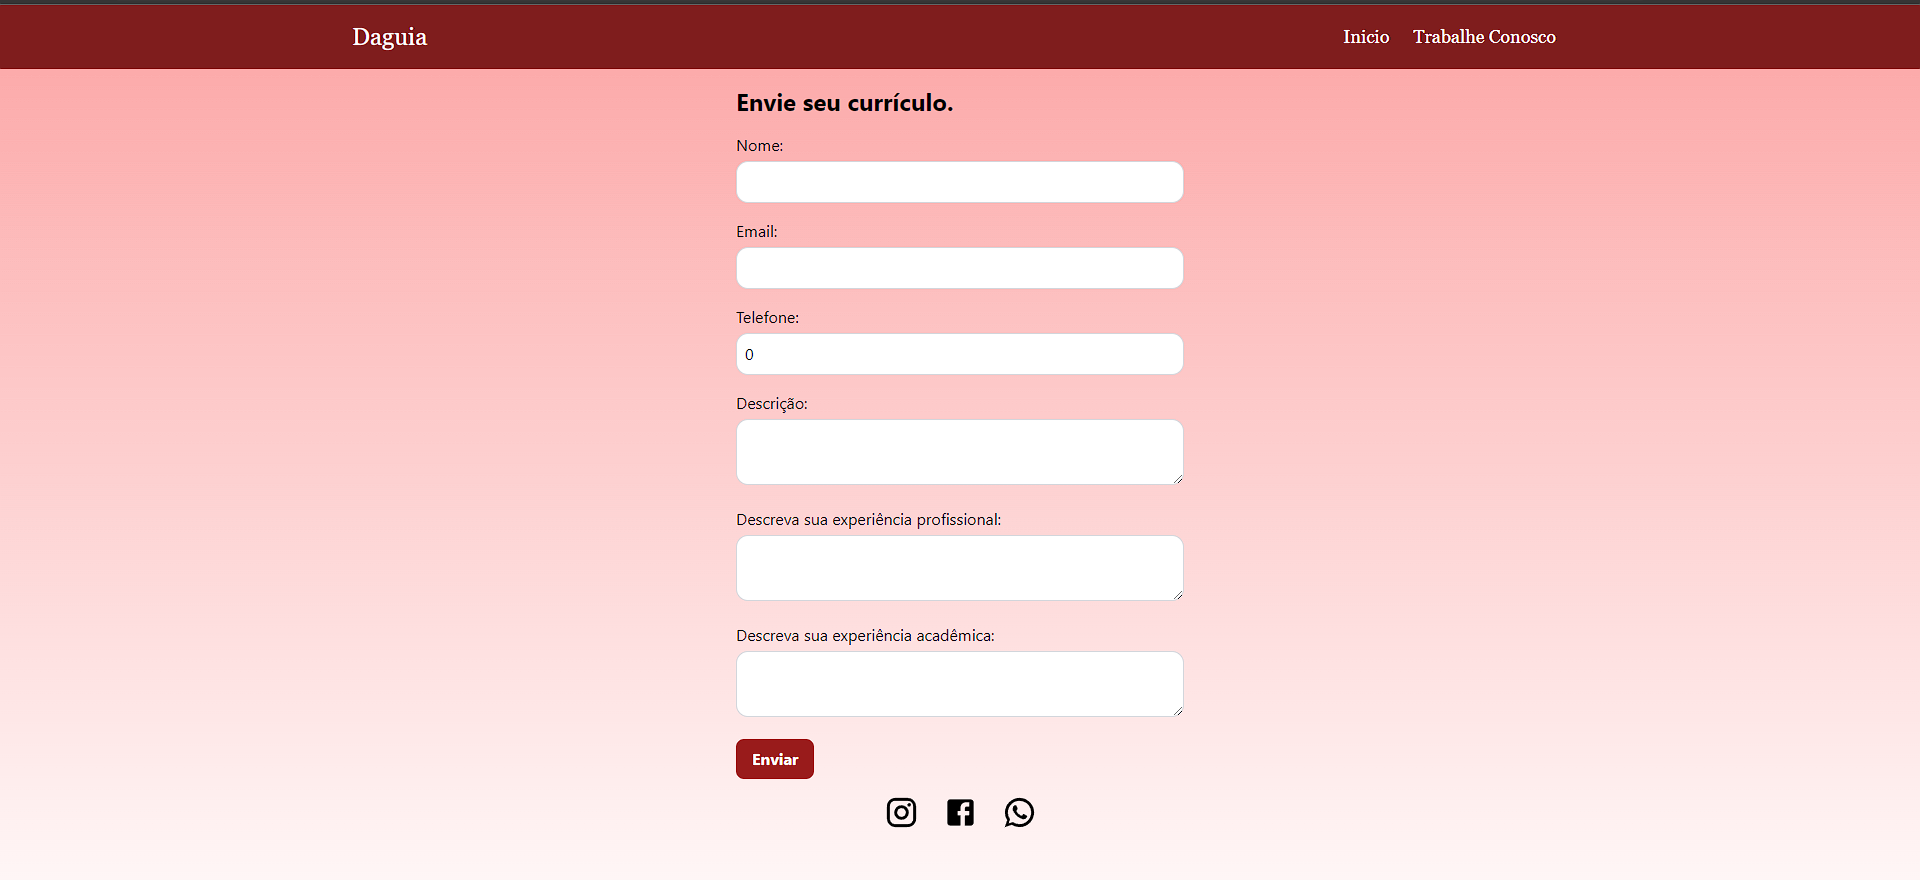 Daguia
Inicio Trabalhe Conosco
Envie seu currículo.
Nome:
Email:
Telefone:
0
Descrição:
Descreva sua experiência profissional:
Descreva sua experiência acadêmica:
Enviar